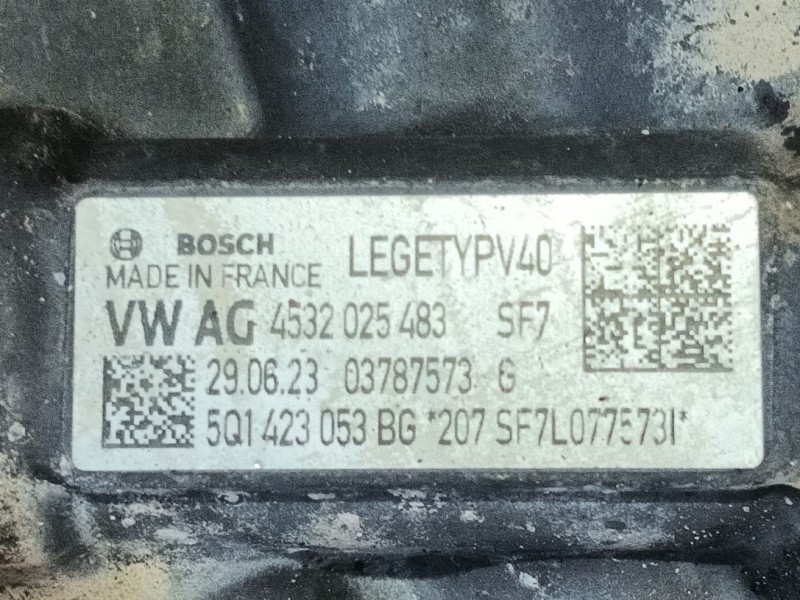 BOSCH LEGETYPV40
MADE IN FRANCE
VW AG 4532 025 483 SF7
29.06.23 03787573 G
5Q1 423 053 BG *207 SF7L077573I*